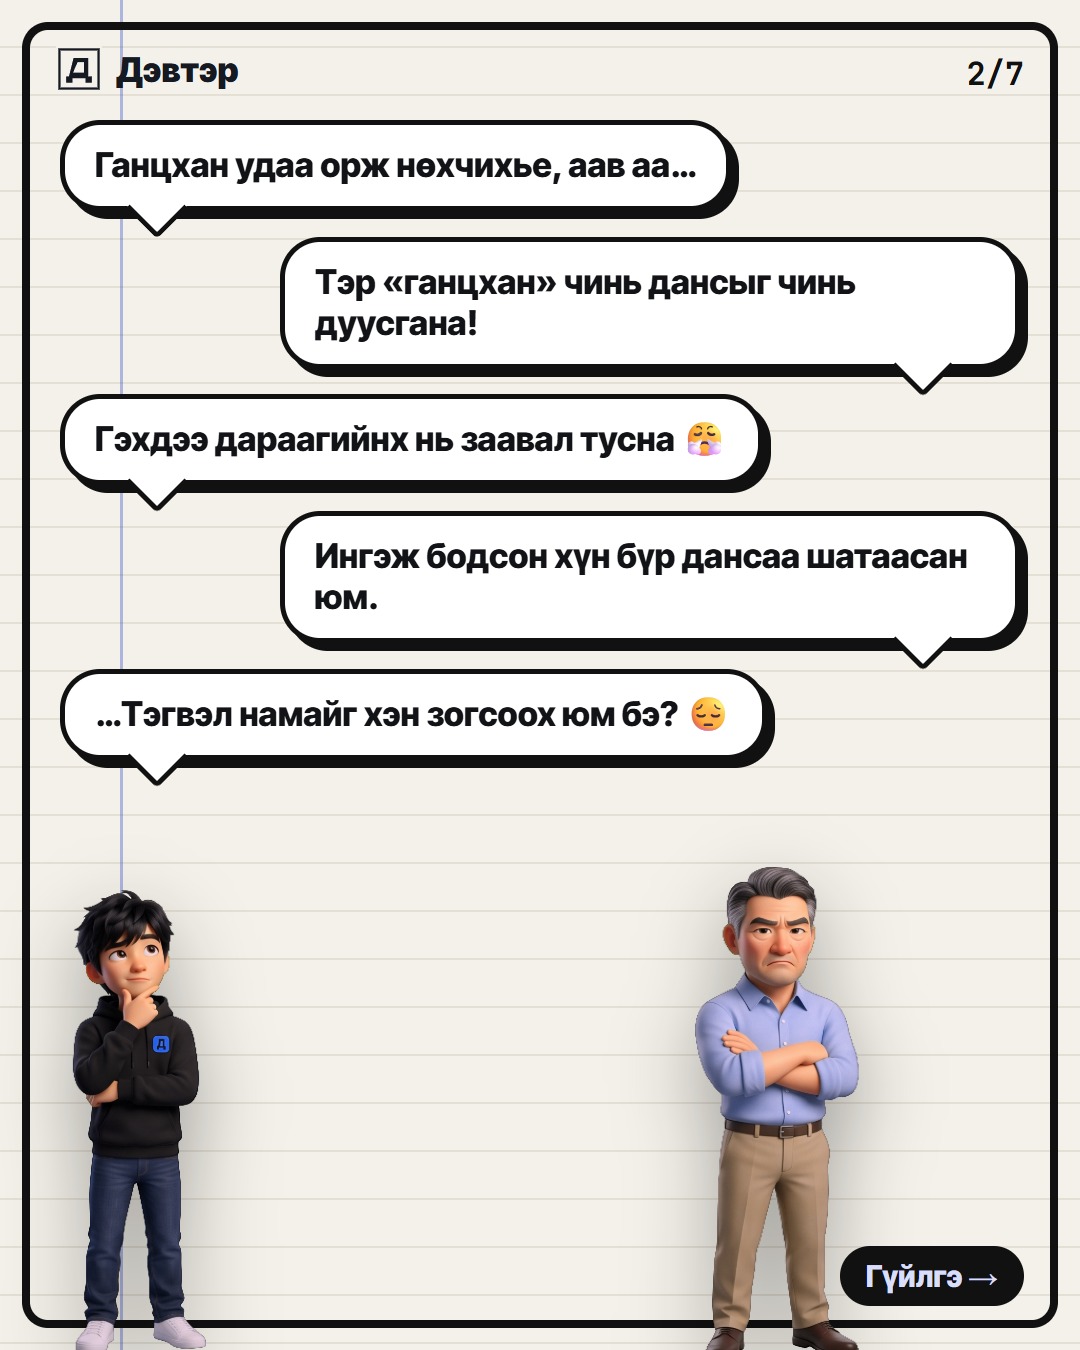 Д Дэвтэр
2/7
Ганцхан удаа орж нөхчихье, аав аа...
Тэр «ганцхан» чинь дансыг чинь
дуусгана!
Гэхдээ дараагийнх нь заавал тусна 😤
Ингэж бодсон хүн бүр дансаа шатаасан
юм.
...Тэгвэл намайг хэн зогсоох юм бэ? 😔
Д
Гүйлгэ →